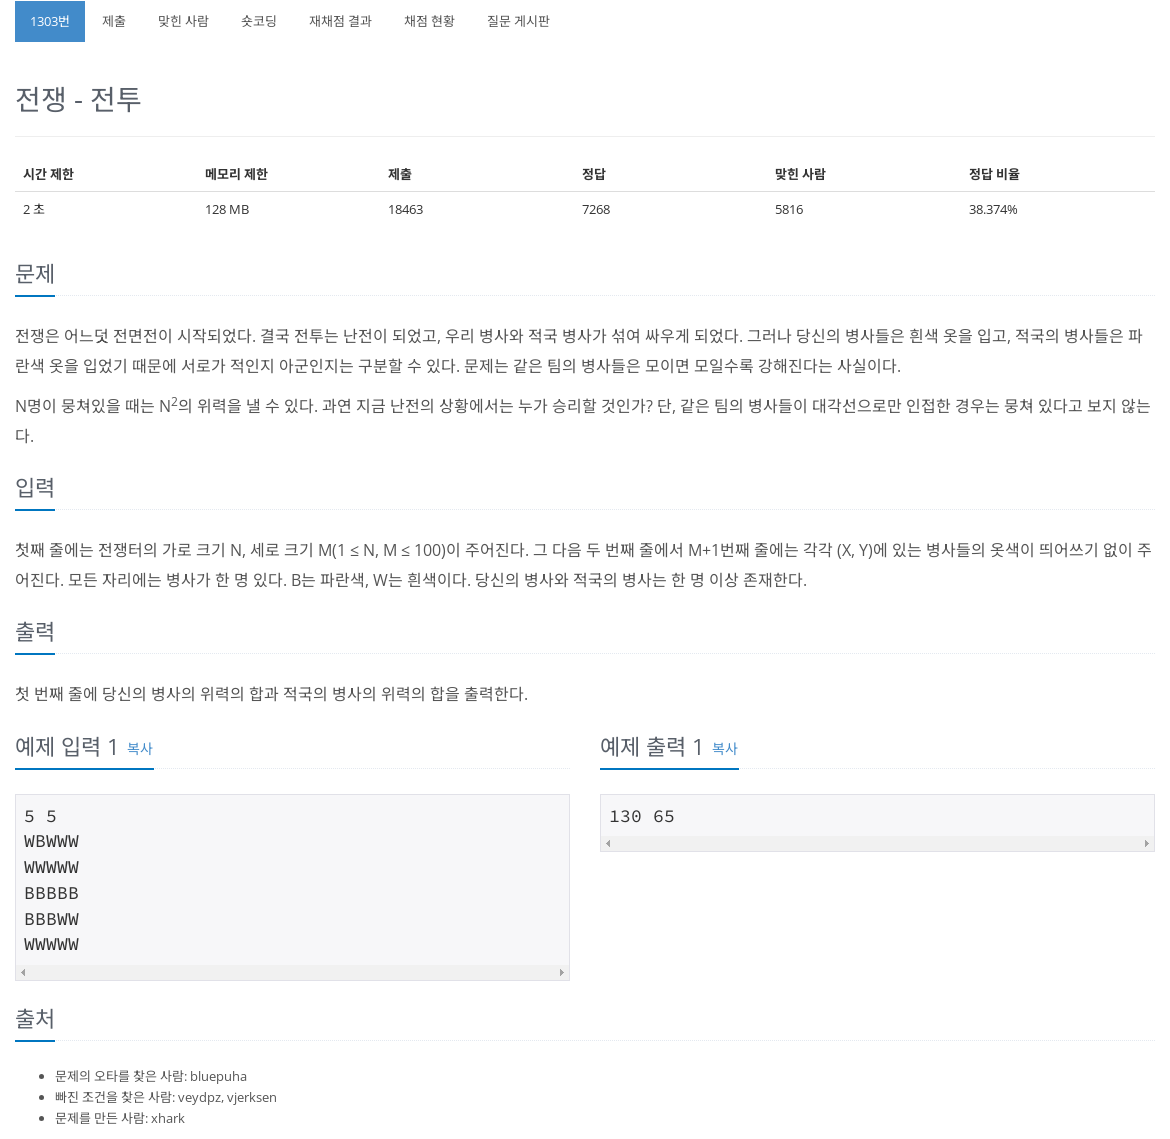 1303번 제출 맞힌 사람 숏코딩 재채점 결과 채점 현황 질문 게시판
전쟁 - 전투
시간 제한 메모리 제한 제출 정답 맞힌 사람 정답 비율
2 초 128 MB 18463 7268 5816 38.374%
문제
전쟁은 어느덧 전면전이 시작되었다. 결국 전투는 난전이 되었고, 우리 병사와 적국 병사가 섞여 싸우게 되었다. 그러나 당신의 병사들은 흰색 옷을 입고, 적국의 병사들은 파
란색 옷을 입었기 때문에 서로가 적인지 아군인지는 구분할 수 있다. 문제는 같은 팀의 병사들은 모이면 모일수록 강해진다는 사실이다.
N명이 뭉쳐있을 때는 N²의 위력을 낼 수 있다. 과연 지금 난전의 상황에서는 누가 승리할 것인가? 단, 같은 팀의 병사들이 대각선으로만 인접한 경우는 뭉쳐 있다고 보지 않는
다.
입력
첫째 줄에는 전쟁터의 가로 크기 N, 세로 크기 M(1 ≤ N, M ≤ 100)이 주어진다. 그 다음 두 번째 줄에서 M+1번째 줄에는 각각 (X, Y)에 있는 병사들의 옷색이 띄어쓰기 없이 주
어진다. 모든 자리에는 병사가 한 명 있다. B는 파란색, W는 흰색이다. 당신의 병사와 적국의 병사는 한 명 이상 존재한다.
출력
첫 번째 줄에 당신의 병사의 위력의 합과 적국의 병사의 위력의 합을 출력한다.
예제 입력 1 복사
5 5
WBWWW
WWWWW
BBBBB
BBBWW
WWWWW
예제 출력 1 복사
130 65
출처
문제의 오타를 찾은 사람: bluepuha
빠진 조건을 찾은 사람: veydpz, vjerksen
문제를 만든 사람: xhark